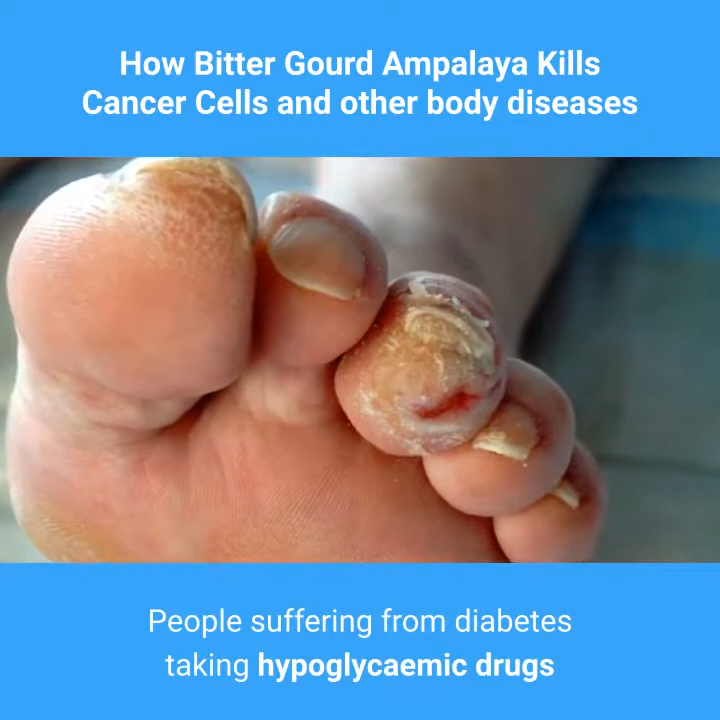 How Bitter Gourd Ampalaya Kills
Cancer Cells and other body diseases
People suffering from diabetes
taking hypoglycaemic drugs